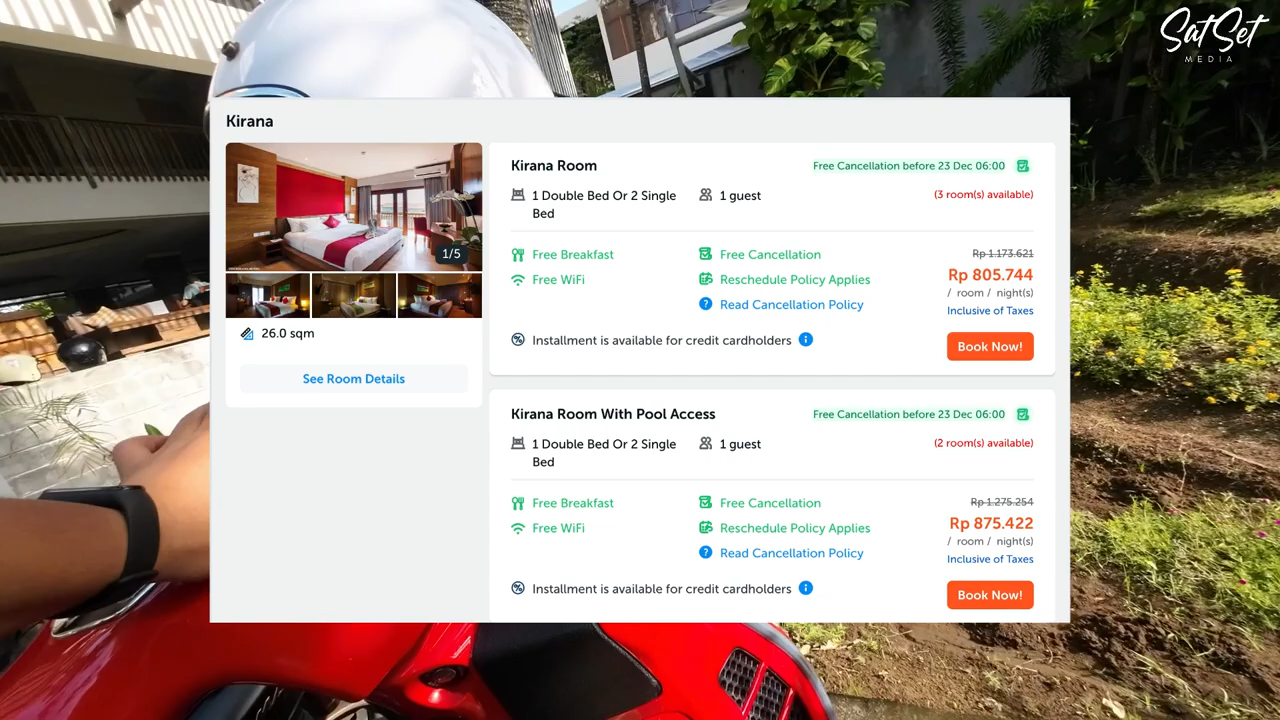 SatSet
MEDIA
Kirana
1/5
26.0 sqm
See Room Details
Kirana Room
Free Cancellation before 23 Dec 06:00
1 Double Bed Or 2 Single
Bed
1 guest
(3 room(s) available)
Free Breakfast
Free Cancellation
Rp 1.173.621
Free WiFi
Reschedule Policy Applies
Rp 805.744
/ room / night(s)
Read Cancellation Policy
Inclusive of Taxes
Installment is available for credit cardholders
Book Now!
Kirana Room With Pool Access
Free Cancellation before 23 Dec 06:00
1 Double Bed Or 2 Single
Bed
1 guest
(2 room(s) available)
Free Breakfast
Free Cancellation
Rp 1.275.254
Free WiFi
Reschedule Policy Applies
Rp 875.422
/ room / night(s)
Read Cancellation Policy
Inclusive of Taxes
Installment is available for credit cardholders
Book Now!